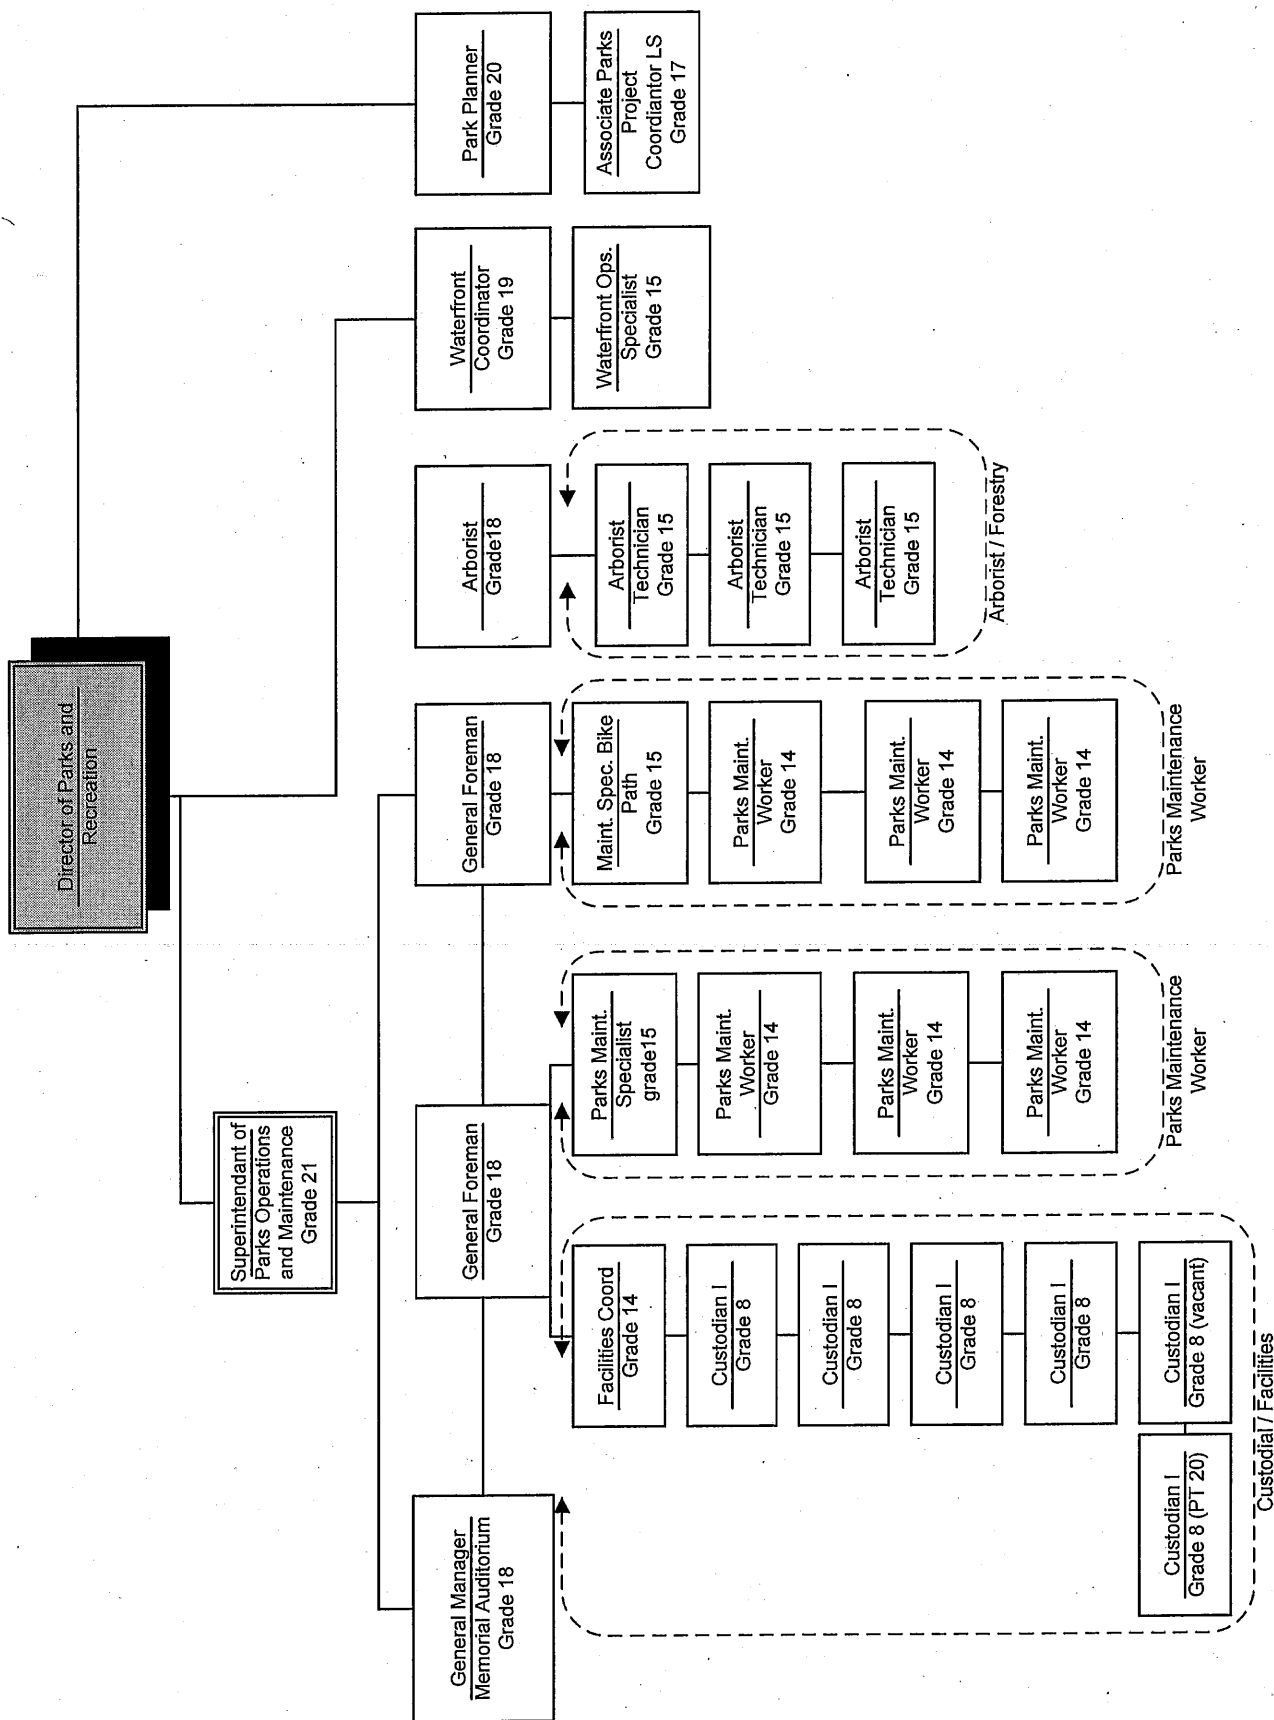 Director of Parks and
Recreation
Superintendant of
Parks Operations
and Maintenance
Grade 21
General Manager
Memorial Auditorium
Grade 18
General Foreman
Grade 18
General Foreman
Grade 18
Arborist
Grade18
Waterfront
Coordinator
Grade 19
Park Planner
Grade 20
Facilities Coord
Grade 14
Custodian I
Grade 8
Custodian I
Grade 8
Custodian I
Grade 8
Custodian I
Grade 8
Custodian I
Grade 8 (PT 20)
Custodian I
Grade 8 (vacant)
Custodial / Facilities
Parks Maint.
Specialist
grade15
Parks Maint.
Worker
Grade 14
Parks Maint.
Worker
Grade 14
Parks Maint.
Worker
Grade 14
Parks Maintenance
Worker
Maint. Spec. Bike
Path
Grade 15
Parks Maint.
Worker
Grade 14
Parks Maint.
Worker
Grade 14
Parks Maint.
Worker
Grade 14
Parks Maintenance
Worker
Arborist
Technician
Grade 15
Arborist
Technician
Grade 15
Arborist
Technician
Grade 15
Arborist / Forestry
Waterfront Ops.
Specialist
Grade 15
Associate Parks
Project
Coordiantor LS
Grade 17